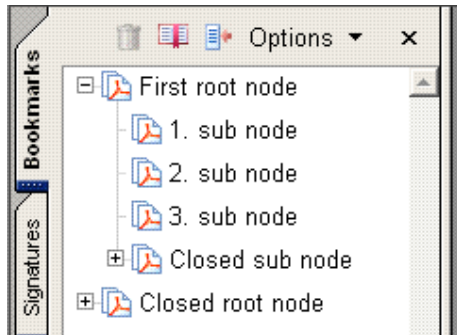 Options
Bookmarks
First root node
1. sub node
2. sub node
3. sub node
Closed sub node
Closed root node
Signatures